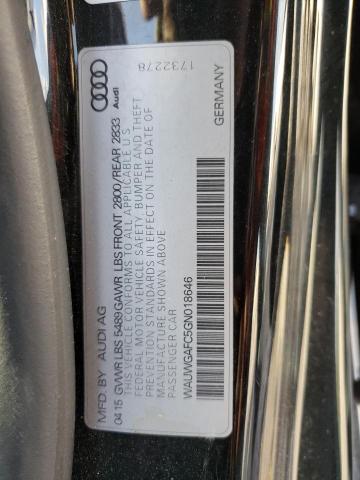 MFD. BY AUDI AG
04 15 GVWR LBS 5489 GAWR LBS FRONT 2800/REAR 2833
THIS VEHICLE CONFORMS TO ALL APPLICABLE U.S.
FEDERAL MOTOR VEHICLE SAFETY, BUMPER AND THEFT
PREVENTION STANDARDS IN EFFECT ON THE DATE OF
MANUFACTURE SHOWN ABOVE.
PASSENGER CAR
WAUWGAFC5GN018646
Audi
1732278
GERMANY